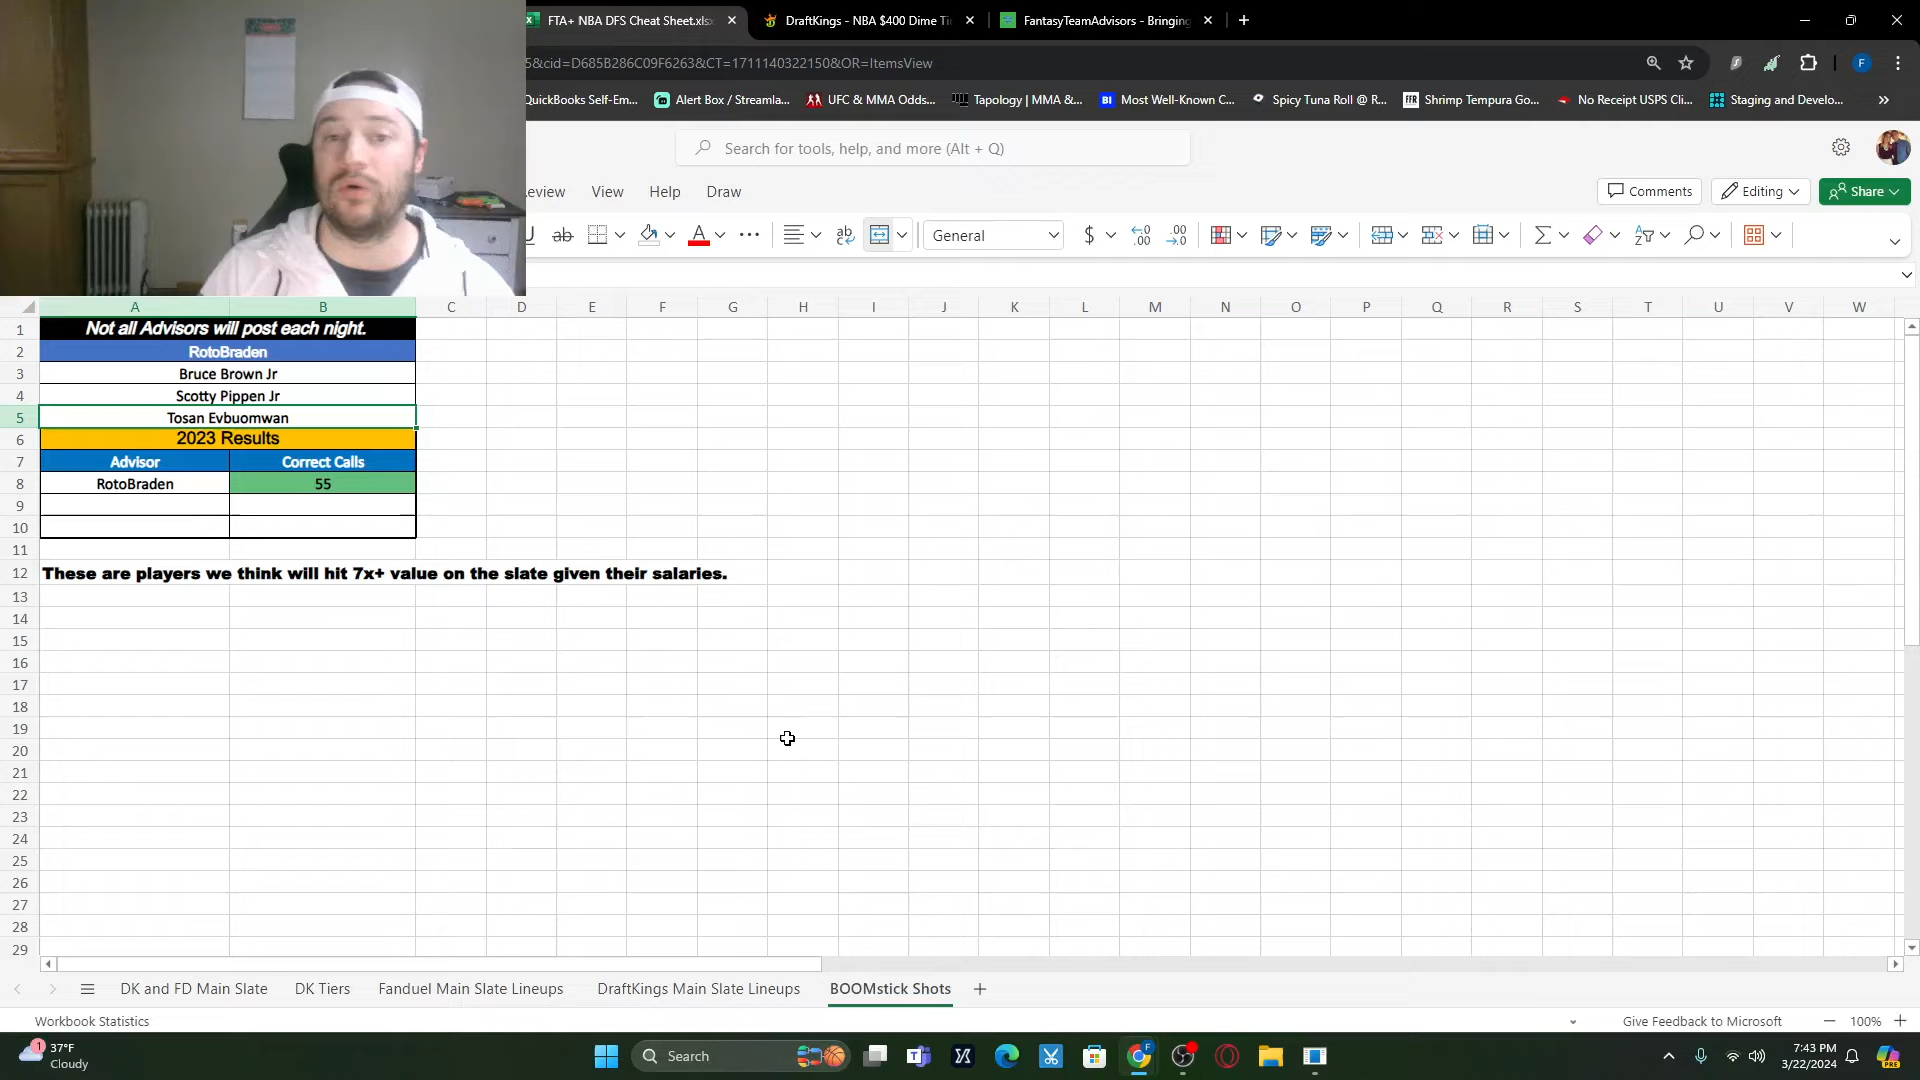 FTA+ NBA DFS Cheat Sheet.xls
DraftKings - NBA $400 Dime Ti
FantasyTeamAdvisors - Bringing
5&cid=D685B286C09F6263&CT=1711140322150&OR=ItemsView
QuickBooks Self-Em...
Alert Box / Streamla...
UFC & MMA Odds...
Tapology | MMA &...
Most Well-Known C...
Spicy Tuna Roll @ R...
Shrimp Tempura Go...
No Receipt USPS Cli...
Staging and Develo...
Search for tools, help, and more (Alt + Q)
eview
View
Help
Draw
Comments
Editing
Share
General
A B C D E F G H I J K L M N O P Q R S T U V W
1 Not all Advisors will post each night.
2 RotoBraden
3 Bruce Brown Jr
4 Scotty Pippen Jr
5 Tosan Evbuomwan
6 2023 Results
7 Advisor Correct Calls
8 RotoBraden 55
9
10
11
12 These are players we think will hit 7x+ value on the slate given their salaries.
13
14
15
16
17
18
19
20
21
22
23
24
25
26
27
28
29
DK and FD Main Slate
DK Tiers
Fanduel Main Slate Lineups
DraftKings Main Slate Lineups
BOOMstick Shots
Workbook Statistics
Give Feedback to Microsoft
100%
37°F
Cloudy
Search
7:43 PM
3/22/2024